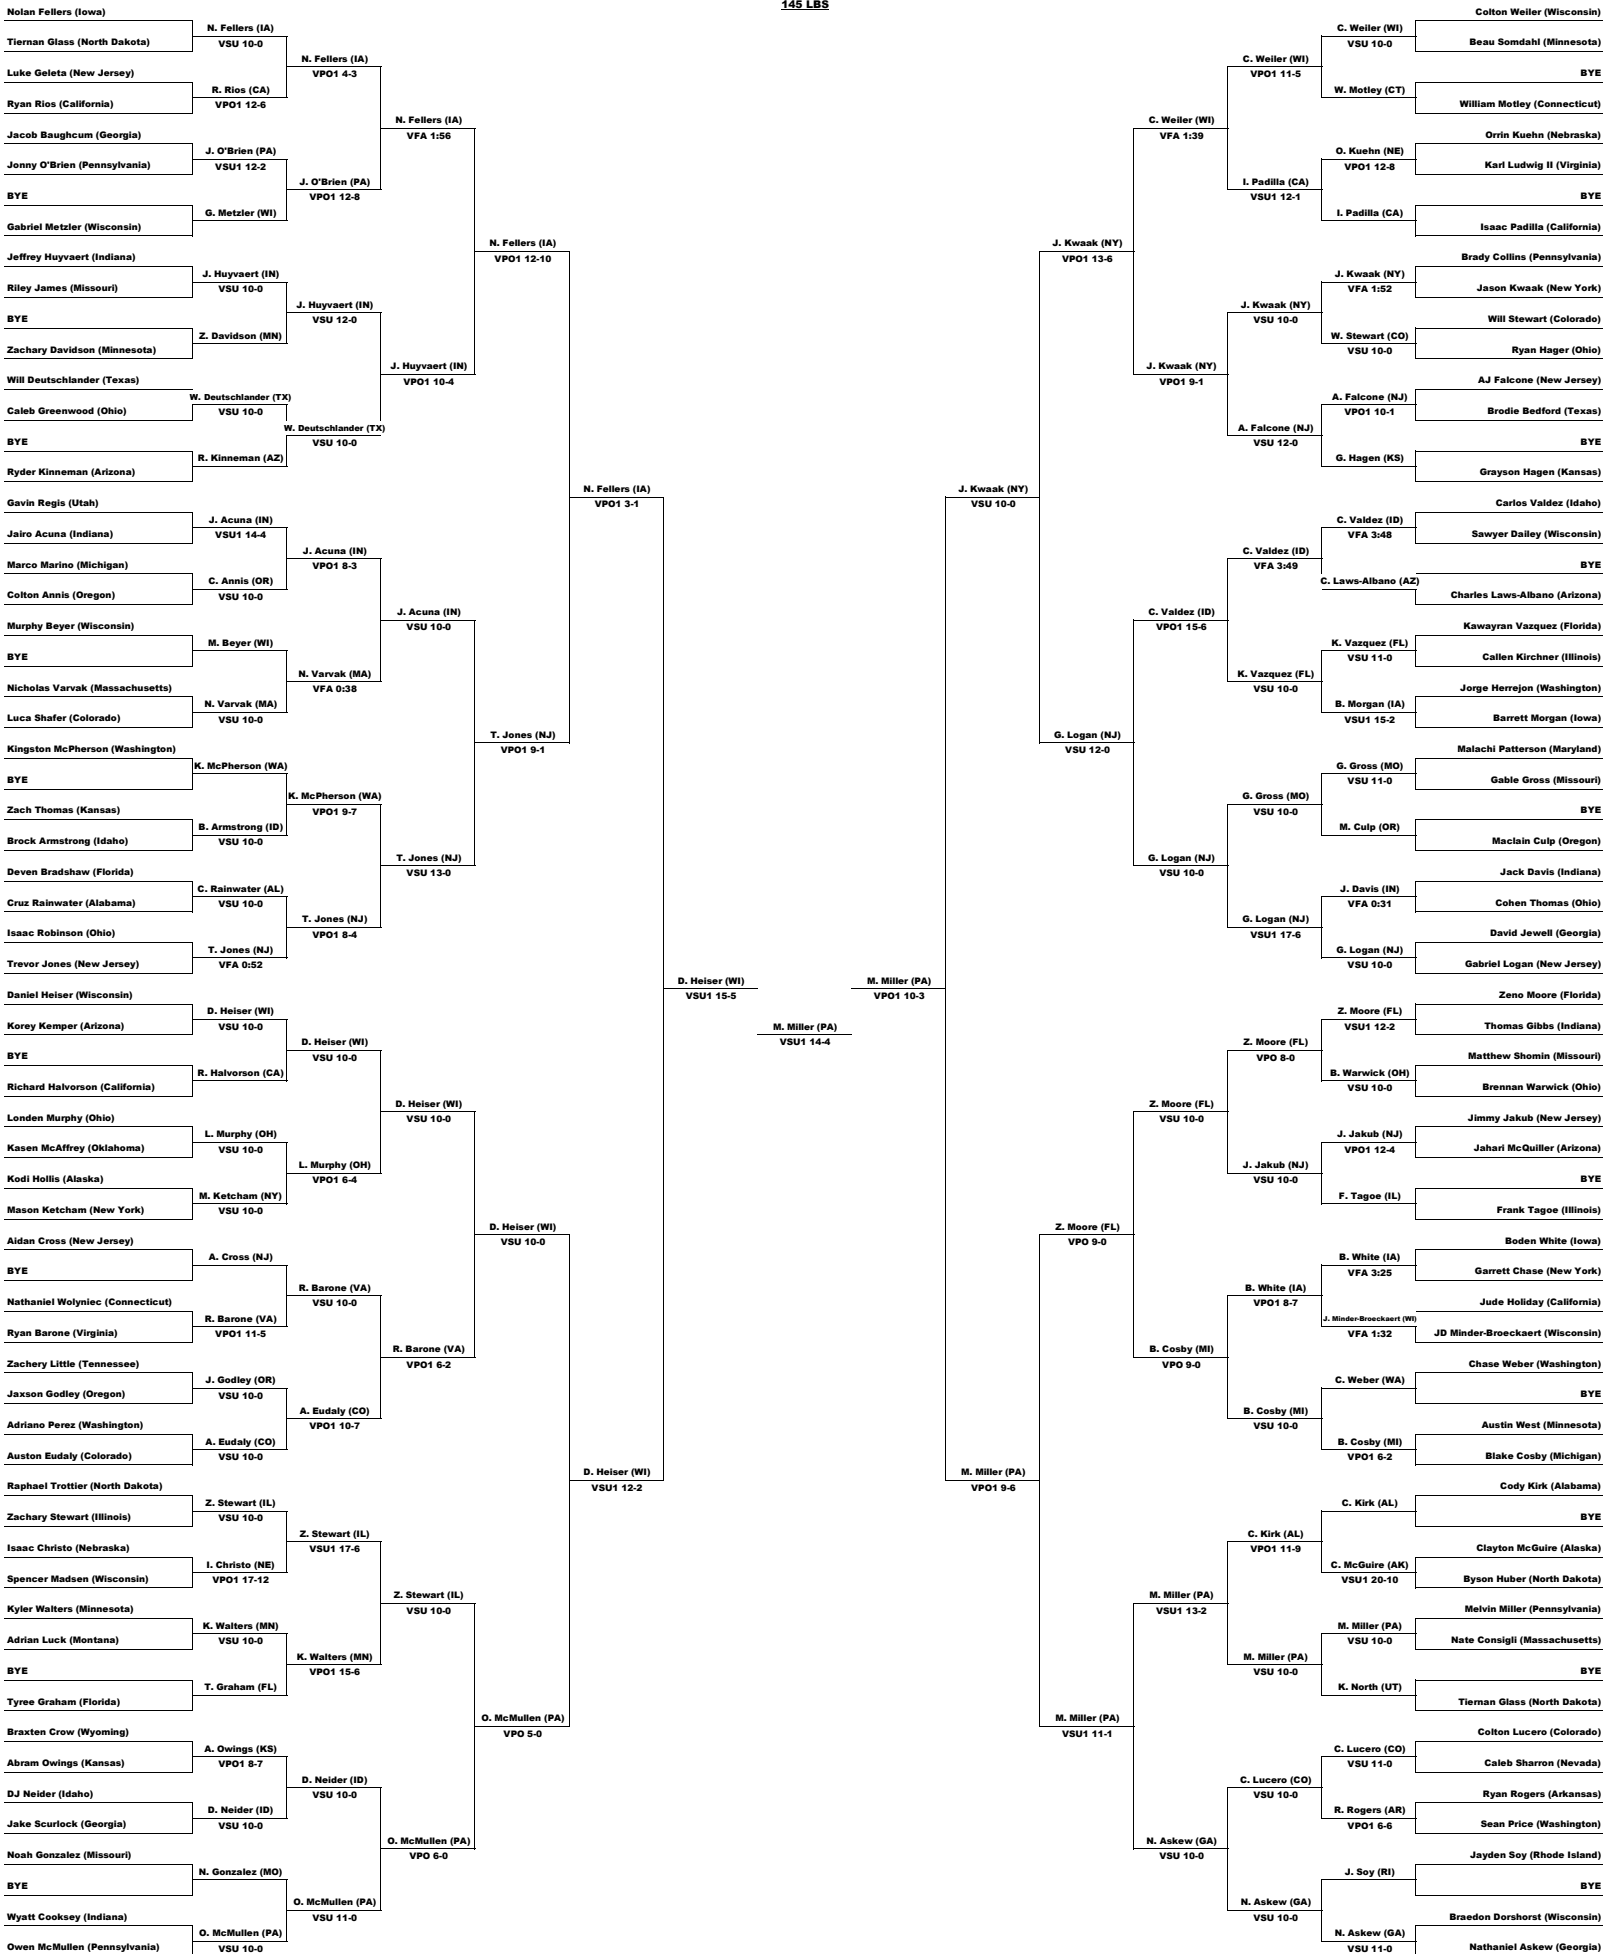 145 LBS
Nolan Fellers (Iowa)
N. Fellers (IA)
Tiernan Glass (North Dakota)
VSU 10-0
N. Fellers (IA)
Luke Geleta (New Jersey)
VPO1 4-3
R. Rios (CA)
Ryan Rios (California)
VPO1 12-6
N. Fellers (IA)
Jacob Baughcum (Georgia)
VFA 1:56
J. O'Brien (PA)
Jonny O'Brien (Pennsylvania)
VSU1 12-2
J. O'Brien (PA)
BYE
VPO1 12-8
G. Metzler (WI)
Gabriel Metzler (Wisconsin)
N. Fellers (IA)
Jeffrey Huyvaert (Indiana)
VPO1 12-10
J. Huyvaert (IN)
Riley James (Missouri)
VSU 10-0
J. Huyvaert (IN)
BYE
VSU 12-0
Z. Davidson (MN)
Zachary Davidson (Minnesota)
J. Huyvaert (IN)
Will Deutschlander (Texas)
VPO1 10-4
W. Deutschlander (TX)
Caleb Greenwood (Ohio)
VSU 10-0
W. Deutschlander (TX)
BYE
VSU 10-0
R. Kinneman (AZ)
Ryder Kinneman (Arizona)
N. Fellers (IA)
Gavin Regis (Utah)
VPO1 3-1
J. Acuna (IN)
Jairo Acuna (Indiana)
VSU1 14-4
J. Acuna (IN)
Marco Marino (Michigan)
VPO1 8-3
C. Annis (OR)
Colton Annis (Oregon)
VSU 10-0
J. Acuna (IN)
Murphy Beyer (Wisconsin)
VSU 10-0
M. Beyer (WI)
BYE
N. Varvak (MA)
Nicholas Varvak (Massachusetts)
VFA 0:38
N. Varvak (MA)
Luca Shafer (Colorado)
VSU 10-0
T. Jones (NJ)
Kingston McPherson (Washington)
VPO1 9-1
K. McPherson (WA)
BYE
K. McPherson (WA)
Zach Thomas (Kansas)
VPO1 9-7
B. Armstrong (ID)
Brock Armstrong (Idaho)
VSU 10-0
T. Jones (NJ)
Deven Bradshaw (Florida)
VSU 13-0
C. Rainwater (AL)
Cruz Rainwater (Alabama)
VSU 10-0
T. Jones (NJ)
Isaac Robinson (Ohio)
VPO1 8-4
T. Jones (NJ)
Trevor Jones (New Jersey)
VFA 0:52
D. Heiser (WI)
Daniel Heiser (Wisconsin)
VSU1 15-5
D. Heiser (WI)
Korey Kemper (Arizona)
VSU 10-0
D. Heiser (WI)
BYE
VSU 10-0
R. Halvorson (CA)
Richard Halvorson (California)
D. Heiser (WI)
Londen Murphy (Ohio)
VSU 10-0
L. Murphy (OH)
Kasen McAffrey (Oklahoma)
VSU 10-0
L. Murphy (OH)
Kodi Hollis (Alaska)
VPO1 6-4
M. Ketcham (NY)
Mason Ketcham (New York)
VSU 10-0
D. Heiser (WI)
Aidan Cross (New Jersey)
VSU 10-0
A. Cross (NJ)
BYE
R. Barone (VA)
Nathaniel Wolyniec (Connecticut)
VSU 10-0
R. Barone (VA)
Ryan Barone (Virginia)
VPO1 11-5
R. Barone (VA)
Zachery Little (Tennessee)
VPO1 6-2
J. Godley (OR)
Jaxson Godley (Oregon)
VSU 10-0
A. Eudaly (CO)
Adriano Perez (Washington)
VPO1 10-7
A. Eudaly (CO)
Auston Eudaly (Colorado)
VSU 10-0
D. Heiser (WI)
Raphael Trottier (North Dakota)
VSU1 12-2
Z. Stewart (IL)
Zachary Stewart (Illinois)
VSU 10-0
Z. Stewart (IL)
Isaac Christo (Nebraska)
VSU1 17-6
I. Christo (NE)
Spencer Madsen (Wisconsin)
VPO1 17-12
Z. Stewart (IL)
Kyler Walters (Minnesota)
VSU 10-0
K. Walters (MN)
Adrian Luck (Montana)
VSU 10-0
K. Walters (MN)
BYE
VPO1 15-6
T. Graham (FL)
Tyree Graham (Florida)
O. McMullen (PA)
Braxten Crow (Wyoming)
VPO 5-0
A. Owings (KS)
Abram Owings (Kansas)
VPO1 8-7
D. Neider (ID)
DJ Neider (Idaho)
VSU 10-0
D. Neider (ID)
Jake Scurlock (Georgia)
VSU 10-0
O. McMullen (PA)
Noah Gonzalez (Missouri)
VPO 6-0
N. Gonzalez (MO)
BYE
O. McMullen (PA)
Wyatt Cooksey (Indiana)
VSU 11-0
O. McMullen (PA)
Owen McMullen (Pennsylvania)
VSU 10-0
M. Miller (PA)
VSU1 14-4
Colton Weiler (Wisconsin)
C. Weiler (WI)
Beau Somdahl (Minnesota)
VSU 10-0
C. Weiler (WI)
BYE
VPO1 11-5
W. Motley (CT)
William Motley (Connecticut)
C. Weiler (WI)
Orrin Kuehn (Nebraska)
VFA 1:39
O. Kuehn (NE)
Karl Ludwig II (Virginia)
VPO1 12-8
I. Padilla (CA)
BYE
VSU1 12-1
I. Padilla (CA)
Isaac Padilla (California)
J. Kwaak (NY)
Brady Collins (Pennsylvania)
VPO1 13-6
J. Kwaak (NY)
Jason Kwaak (New York)
VFA 1:52
J. Kwaak (NY)
Will Stewart (Colorado)
VSU 10-0
W. Stewart (CO)
Ryan Hager (Ohio)
VSU 10-0
J. Kwaak (NY)
AJ Falcone (New Jersey)
VPO1 9-1
A. Falcone (NJ)
Brodie Bedford (Texas)
VPO1 10-1
A. Falcone (NJ)
BYE
VSU 12-0
G. Hagen (KS)
Grayson Hagen (Kansas)
J. Kwaak (NY)
Carlos Valdez (Idaho)
VSU 10-0
C. Valdez (ID)
Sawyer Dailey (Wisconsin)
VFA 3:48
C. Valdez (ID)
BYE
VFA 3:49
C. Laws-Albano (AZ)
Charles Laws-Albano (Arizona)
C. Valdez (ID)
Kawayran Vazquez (Florida)
VPO1 15-6
K. Vazquez (FL)
Callen Kirchner (Illinois)
VSU 11-0
K. Vazquez (FL)
Jorge Herrejon (Washington)
VSU 10-0
B. Morgan (IA)
Barrett Morgan (Iowa)
VSU1 15-2
G. Logan (NJ)
Malachi Patterson (Maryland)
VSU 12-0
G. Gross (MO)
Gable Gross (Missouri)
VSU 11-0
G. Gross (MO)
BYE
VSU 10-0
M. Culp (OR)
Maclain Culp (Oregon)
G. Logan (NJ)
Jack Davis (Indiana)
VSU 10-0
J. Davis (IN)
Cohen Thomas (Ohio)
VFA 0:31
G. Logan (NJ)
David Jewell (Georgia)
VSU1 17-6
G. Logan (NJ)
Gabriel Logan (New Jersey)
VSU 10-0
M. Miller (PA)
Zeno Moore (Florida)
VPO1 10-3
Z. Moore (FL)
Thomas Gibbs (Indiana)
VSU1 12-2
Z. Moore (FL)
Matthew Shomin (Missouri)
VPO 8-0
B. Warwick (OH)
Brennan Warwick (Ohio)
VSU 10-0
Z. Moore (FL)
Jimmy Jakub (New Jersey)
VSU 10-0
J. Jakub (NJ)
Jahari McQuiller (Arizona)
VPO1 12-4
J. Jakub (NJ)
BYE
VSU 10-0
F. Tagoe (IL)
Frank Tagoe (Illinois)
Z. Moore (FL)
Boden White (Iowa)
VPO 9-0
B. White (IA)
Garrett Chase (New York)
VFA 3:25
B. White (IA)
Jude Holiday (California)
VPO1 8-7
J. Minder-Broeckaert (WI)
JD Minder-Broeckaert (Wisconsin)
VFA 1:32
B. Cosby (MI)
Chase Weber (Washington)
VPO 9-0
C. Weber (WA)
BYE
B. Cosby (MI)
Austin West (Minnesota)
VSU 10-0
B. Cosby (MI)
Blake Cosby (Michigan)
VPO1 6-2
M. Miller (PA)
Cody Kirk (Alabama)
VPO1 9-6
C. Kirk (AL)
BYE
C. Kirk (AL)
Clayton McGuire (Alaska)
VPO1 11-9
C. McGuire (AK)
Byson Huber (North Dakota)
VSU1 20-10
M. Miller (PA)
Melvin Miller (Pennsylvania)
VSU1 13-2
M. Miller (PA)
Nate Consigli (Massachusetts)
VSU 10-0
M. Miller (PA)
BYE
VSU 10-0
K. North (UT)
Tiernan Glass (North Dakota)
M. Miller (PA)
Colton Lucero (Colorado)
VSU1 11-1
C. Lucero (CO)
Caleb Sharron (Nevada)
VSU 11-0
C. Lucero (CO)
Ryan Rogers (Arkansas)
VSU 10-0
R. Rogers (AR)
Sean Price (Washington)
VPO1 6-6
N. Askew (GA)
Jayden Soy (Rhode Island)
VSU 10-0
J. Soy (RI)
BYE
N. Askew (GA)
Braedon Dorshorst (Wisconsin)
VSU 10-0
N. Askew (GA)
Nathaniel Askew (Georgia)
VSU 11-0